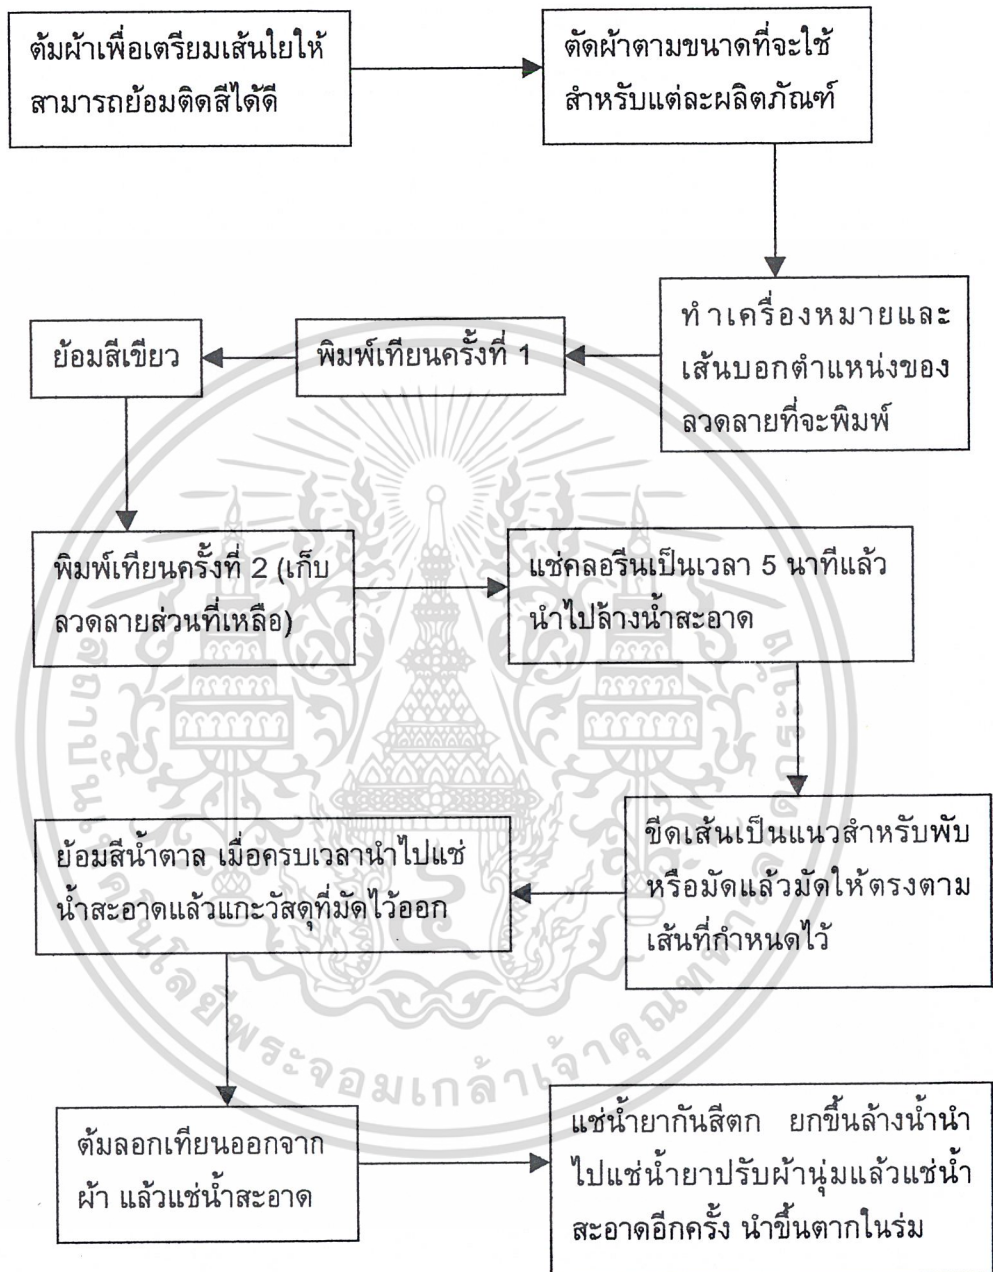 ต้มผ้าเพื่อเตรียมเส้นใยให้
สามารถย้อมติดสีได้ดี
ตัดผ้าตามขนาดที่จะใช้
สำหรับแต่ละผลิตภัณฑ์
ทำเครื่องหมายและ
เส้นบอกตำแหน่งของ
ลวดลายที่จะพิมพ์
พิมพ์เทียนครั้งที่ 1
ย้อมสีเขียว
พิมพ์เทียนครั้งที่ 2 (เก็บ
ลวดลายส่วนที่เหลือ)
แช่คลอรีนเป็นเวลา 5 นาทีแล้ว
นำไปล้างน้ำสะอาด
ขีดเส้นเป็นแนวสำหรับพับ
หรือมัดแล้วมัดให้ตรงตาม
เส้นที่กำหนดไว้
ย้อมสีน้ำตาล เมื่อครบเวลานำไปแช่
น้ำสะอาดแล้วแกะวัสดุที่มัดไว้ออก
ต้มลอกเทียนออกจาก
ผ้า แล้วแช่น้ำสะอาด
แช่น้ำยากันสีตก ยกขึ้นล้างน้ำนำ
ไปแช่น้ำยาปรับผ้านุ่มแล้วแช่น้ำ
สะอาดอีกครั้ง นำขึ้นตากในร่ม